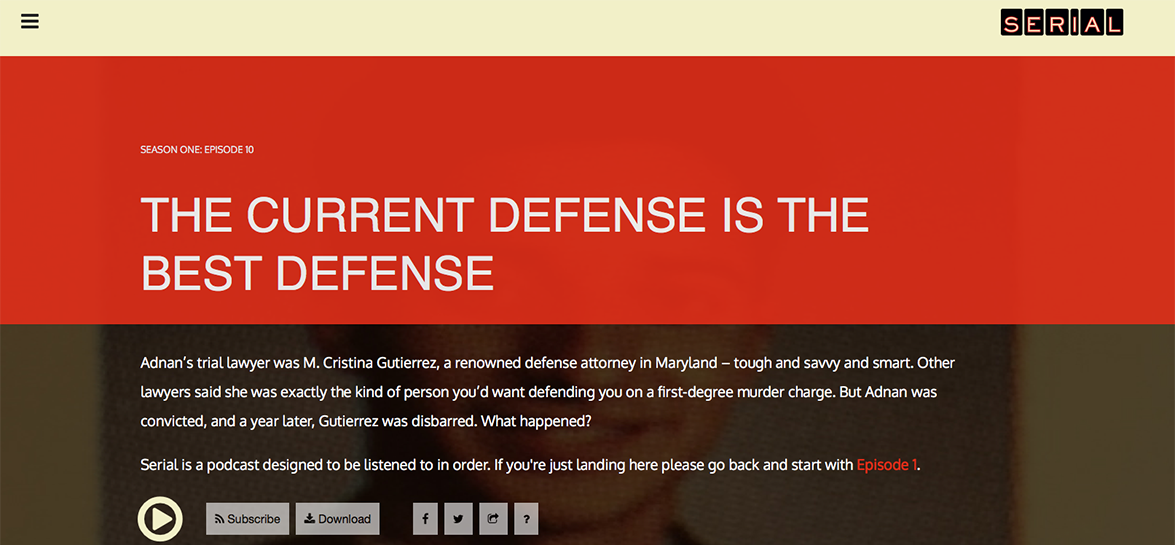 SERIAL
SEASON ONE: EPISODE 10
THE CURRENT DEFENSE IS THE
BEST DEFENSE
Adnan’s trial lawyer was M. Cristina Gutierrez, a renowned defense attorney in Maryland – tough and savvy and smart. Other
lawyers said she was exactly the kind of person you’d want defending you on a first-degree murder charge. But Adnan was
convicted, and a year later, Gutierrez was disbarred. What happened?
Serial is a podcast designed to be listened to in order. If you're just landing here please go back and start with Episode 1.
Subscribe Download f ?